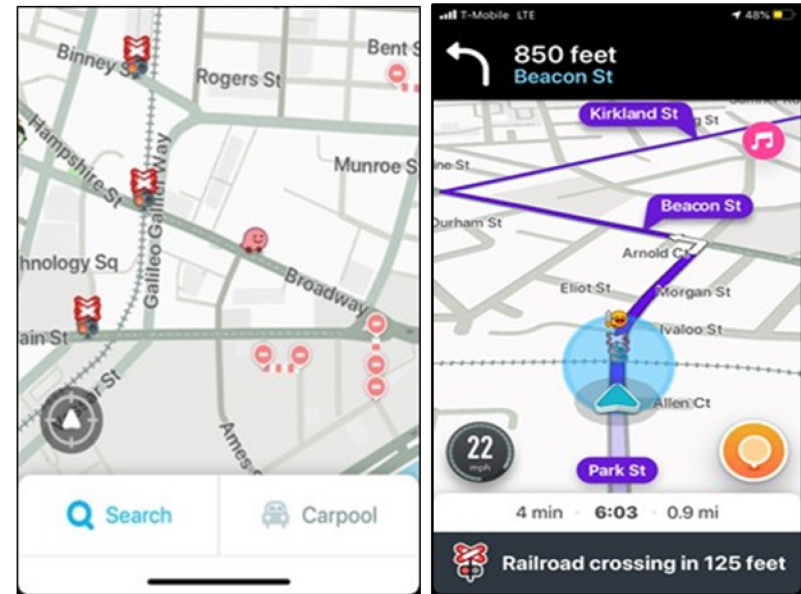 Binney S
Rogers St
Bent S
Hampshire St
Galileo Galilei Way
Munroe S
hnology Sq
Broadway
ain St
Ames
Search
Carpool
T-Mobile LTE
48%
850 feet
Beacon St
Kirkland St
g St
ne St
Beacon St
Durham St
Arnold C
Eliot St
Morgan St
Ivaloo St
Allen Ct
22
mph
Park St
4 min
6:03
0.9 mi
Railroad crossing in 125 feet